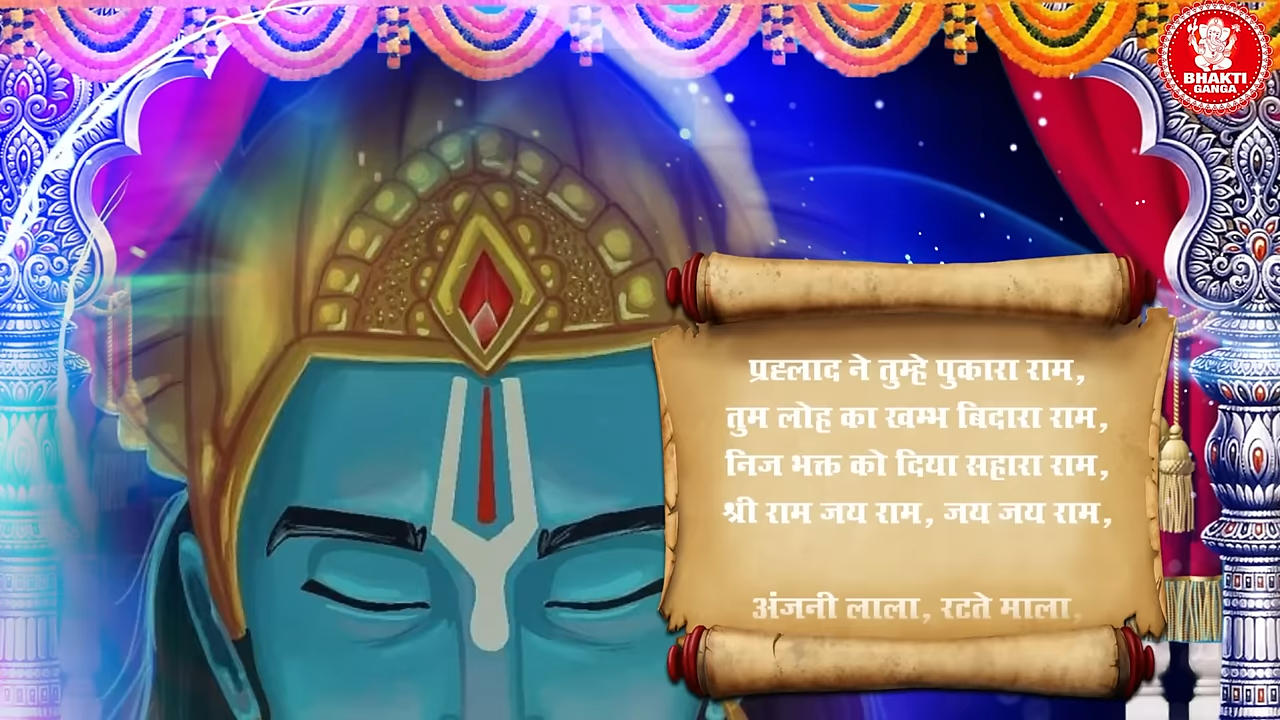 BHAKTI
GANGA
प्रह्लाद ने तुम्हे पुकारा राम,
तुम लोह का खम्भ बिदारा राम,
निज भक्त को दिया सहारा राम,
श्री राम जय राम, जय जय राम,
अंजनी लाला, रटते माला,